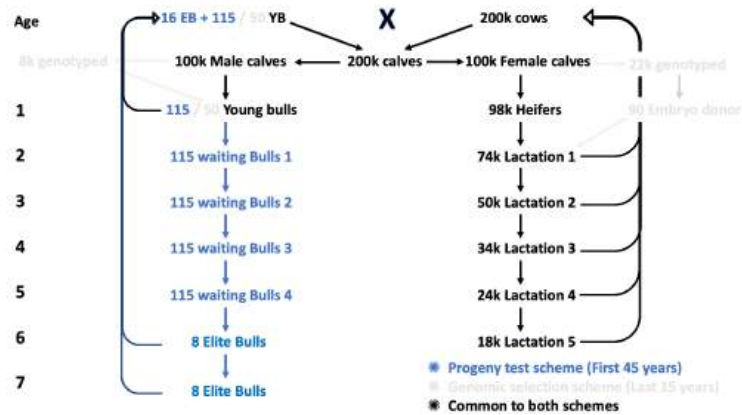 Age
16 EB + 115 / 50 YB
X
200k cows
8k genotyped
100k Male calves
200k calves
100k Female calves
22k genotyped
1
115 / 50 Young bulls
98k Heifers
90 Embryo donor
2
115 waiting Bulls 1
74k Lactation 1
3
115 waiting Bulls 2
50k Lactation 2
4
115 waiting Bulls 3
34k Lactation 3
5
115 waiting Bulls 4
24k Lactation 4
6
8 Elite Bulls
18k Lactation 5
7
8 Elite Bulls
Progeny test scheme (First 45 years)
Genomic selection scheme (Last 15 years)
Common to both schemes